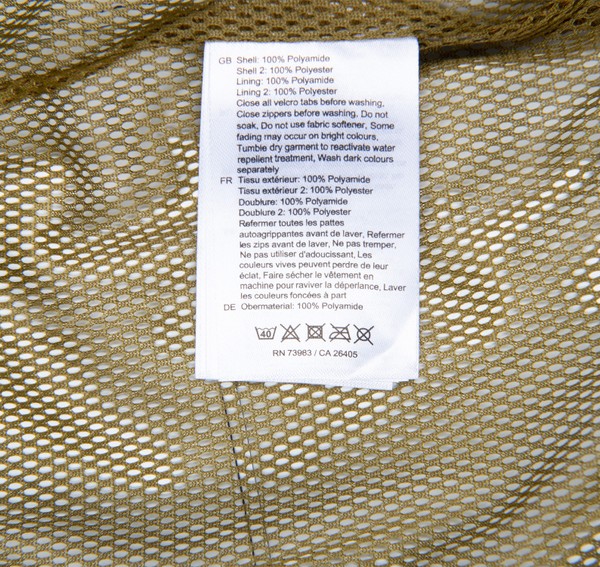 GB Shell: 100% Polyamide
Shell 2: 100% Polyester
Lining: 100% Polyamide
Lining 2: 100% Polyester
Close all velcro tabs before washing.
Close zippers before washing. Do not
soak. Do not use fabric softener. Some
fading may occur on bright colours.
Tumble dry garment to reactivate water
repellent treatment. Wash dark colours
separately
FR Tissu extérieur: 100% Polyamide
Tissu extérieur 2: 100% Polyester
Doublure: 100% Polyamide
Doublure 2: 100% Polyester
Refermer toutes les pattes
autoagrippantes avant de laver. Refermer
les zips avant de laver. Ne pas tremper.
Ne pas utiliser d'adoucissant. Les
couleurs vives peuvent perdre de leur
éclat. Faire sécher le vêtement en
machine pour raviver la déperlance. Laver
les couleurs foncées à part
DE Obermaterial: 100% Polyamide
40
RN 73983 / CA 26405